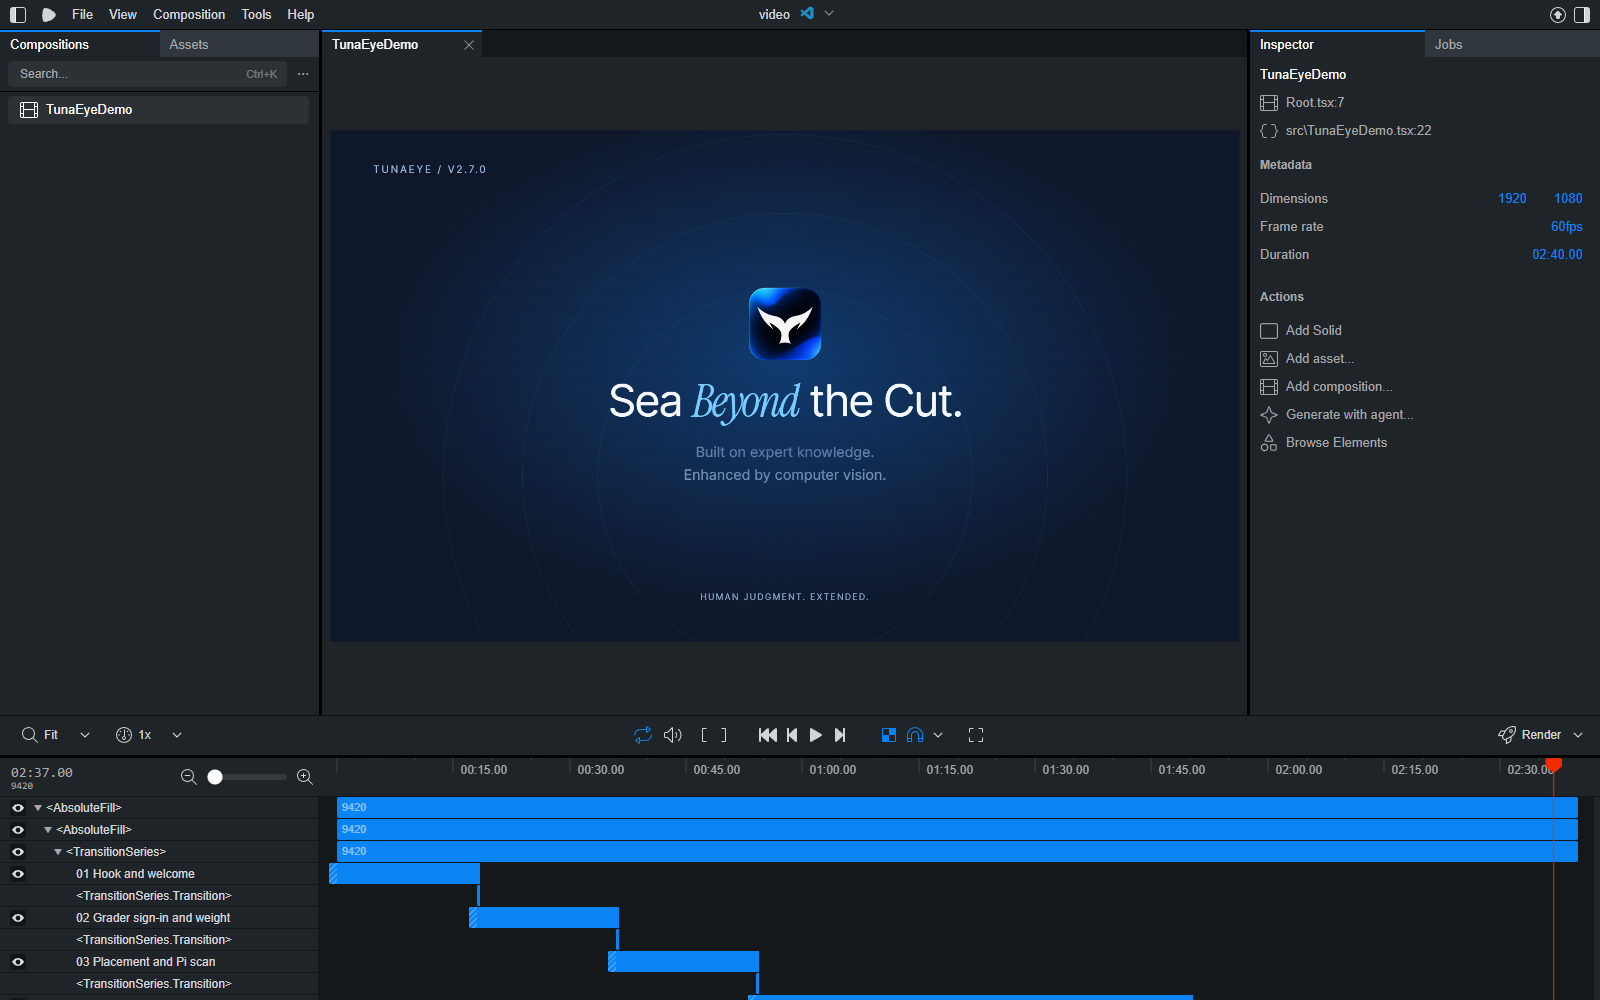 File View Composition Tools Help
video
Compositions
Assets
TunaEyeDemo
Inspector
Jobs
Search...
Ctrl+K
TunaEyeDemo
TunaEyeDemo
Root.tsx:7
src\TunaEyeDemo.tsx:22
Metadata
Dimensions 1920 1080
Frame rate 60fps
Duration 02:40.00
Actions
Add Solid
Add asset...
Add composition...
Generate with agent...
Browse Elements
TUNAEYE / V2.7.0
Sea Beyond the Cut.
Built on expert knowledge.
Enhanced by computer vision.
HUMAN JUDGMENT. EXTENDED.
Fit
1x
Render
02:37.00
9420
00:15.00 00:30.00 00:45.00 01:00.00 01:15.00 01:30.00 01:45.00 02:00.00 02:15.00 02:30.00
<AbsoluteFill> 9420
<AbsoluteFill> 9420
<TransitionSeries> 9420
01 Hook and welcome
<TransitionSeries.Transition>
02 Grader sign-in and weight
<TransitionSeries.Transition>
03 Placement and Pi scan
<TransitionSeries.Transition>